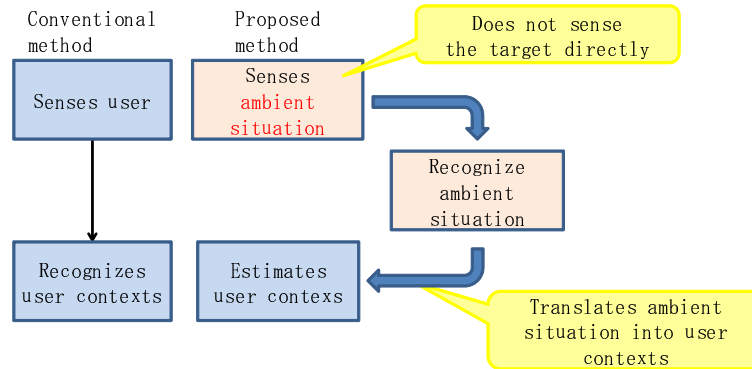 Conventional
method
Proposed
method
Does not sense
the target directly
Senses user
Senses
ambient
situation
Recognize
ambient
situation
Recognizes
user contexts
Estimates
user contexs
Translates ambient
situation into user
contexts